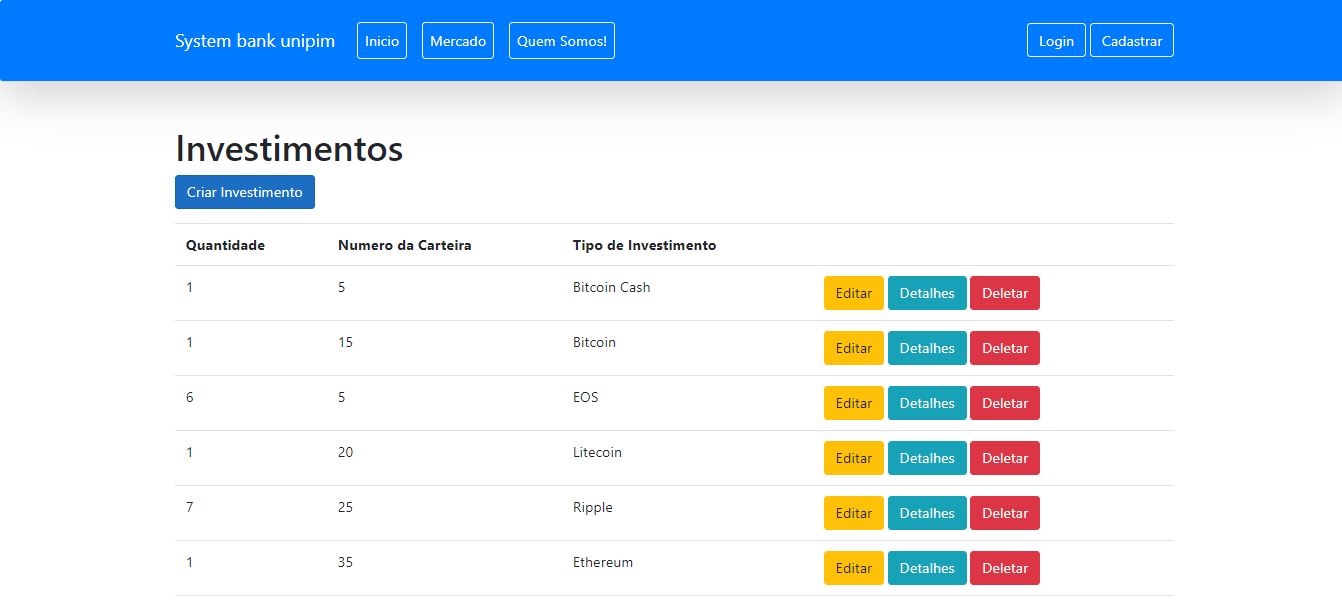 System bank unipim Inicio Mercado Quem Somos! Login Cadastrar
Investimentos
Criar Investimento
Quantidade Numero da Carteira Tipo de Investimento
1 5 Bitcoin Cash Editar Detalhes Deletar
1 15 Bitcoin Editar Detalhes Deletar
6 5 EOS Editar Detalhes Deletar
1 20 Litecoin Editar Detalhes Deletar
7 25 Ripple Editar Detalhes Deletar
1 35 Ethereum Editar Detalhes Deletar